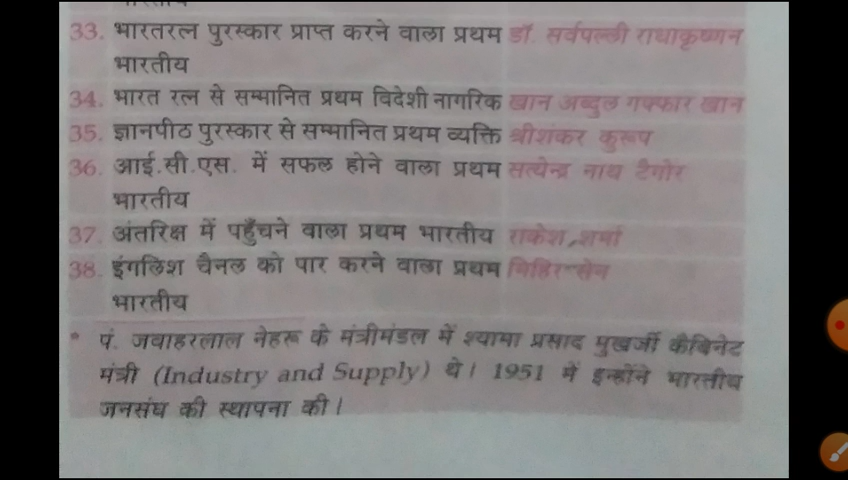 33. भारतरत्न पुरस्कार प्राप्त करने वाला प्रथम डॉ. सर्वपल्ली राधाकृष्णन
भारतीय
34. भारत रत्न से सम्मानित प्रथम विदेशी नागरिक खान अब्दुल गफ्फार खान
35. ज्ञानपीठ पुरस्कार से सम्मानित प्रथम व्यक्ति श्रीशंकर कुरूप
36. आई.सी.एस. में सफल होने वाला प्रथम सत्येन्द्र नाथ टैगोर
भारतीय
37. अंतरिक्ष में पहुँचने वाला प्रथम भारतीय राकेश शर्मा
38. इंगलिश चैनल को पार करने वाला प्रथम मिहिर सेन
भारतीय
* पं. जवाहरलाल नेहरू के मंत्रीमंडल में श्यामा प्रसाद मुखर्जी कैबिनेट
मंत्री (Industry and Supply) थे। 1951 में इन्होंने भारतीय
जनसंघ की स्थापना की।